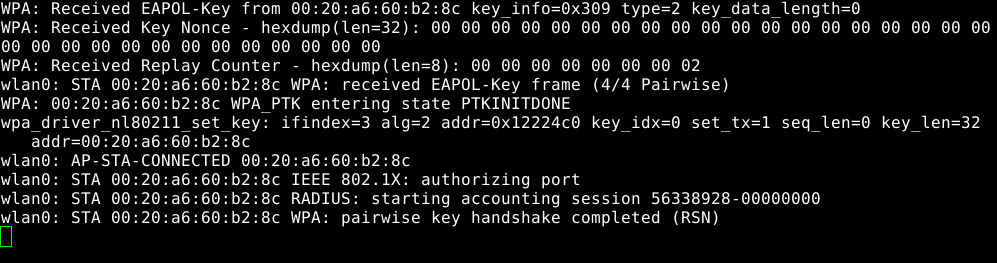 WPA: Received EAPOL-Key from 00:20:a6:60:b2:8c key_info=0x309 type=2 key_data_length=0
WPA: Received Key Nonce - hexdump(len=32): 00 00 00 00 00 00 00 00 00 00 00 00 00 00 00 00 00 00
00 00 00 00 00 00 00 00 00 00 00 00 00 00
WPA: Received Replay Counter - hexdump(len=8): 00 00 00 00 00 00 00 02
wlan0: STA 00:20:a6:60:b2:8c WPA: received EAPOL-Key frame (4/4 Pairwise)
WPA: 00:20:a6:60:b2:8c WPA_PTK entering state PTKINITDONE
wpa_driver_nl80211_set_key: ifindex=3 alg=2 addr=0x12224c0 key_idx=0 set_tx=1 seq_len=0 key_len=32
addr=00:20:a6:60:b2:8c
wlan0: AP-STA-CONNECTED 00:20:a6:60:b2:8c
wlan0: STA 00:20:a6:60:b2:8c IEEE 802.1X: authorizing port
wlan0: STA 00:20:a6:60:b2:8c RADIUS: starting accounting session 56338928-00000000
wlan0: STA 00:20:a6:60:b2:8c WPA: pairwise key handshake completed (RSN)